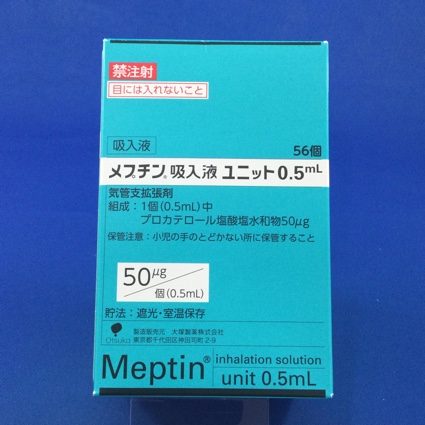 禁注射
目には入れないこと
吸入液
56個
メプチン®吸入液 ユニット0.5mL
気管支拡張剤
組成：1個（0.5mL）中
プロカテロール塩酸塩水和物50μg
保管注意：小児の手のとどかない所に保管すること
50μg/個（0.5mL）
貯法：遮光・室温保存
Otsuka
製造販売元 大塚製薬株式会社
東京都千代田区神田司町2-9
Meptin® inhalation solution
unit 0.5mL